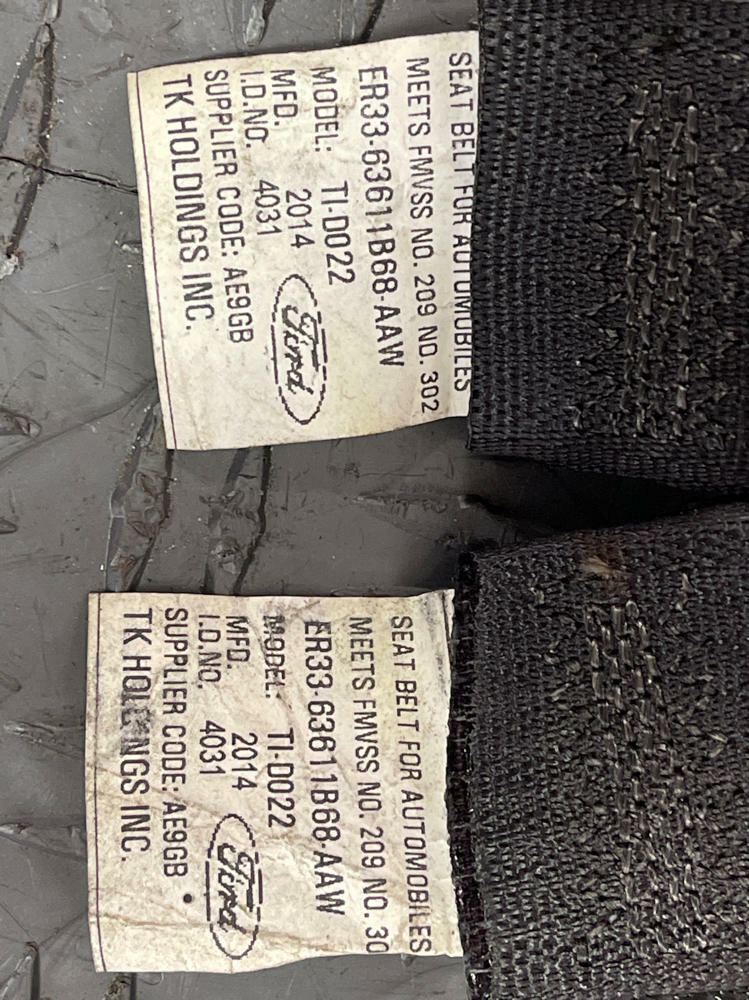 SEAT BELT FOR AUTOMOBILES
MEETS FMVSS NO. 209 NO. 302
ER33-63611B68-AAW
MODEL: TI-D022
MFD. 2014
I.D.NO. 4031
Ford
SUPPLIER CODE: AE9GB
TK HOLDINGS INC.
SEAT BELT FOR AUTOMOBILES
MEETS FMVSS NO. 209 NO. 30
ER33-63611B68-AAW
MODEL: TI-D022
MFD. 2014
I.D.NO. 4031
Ford
SUPPLIER CODE: AE9GB
TK HOLDINGS INC.